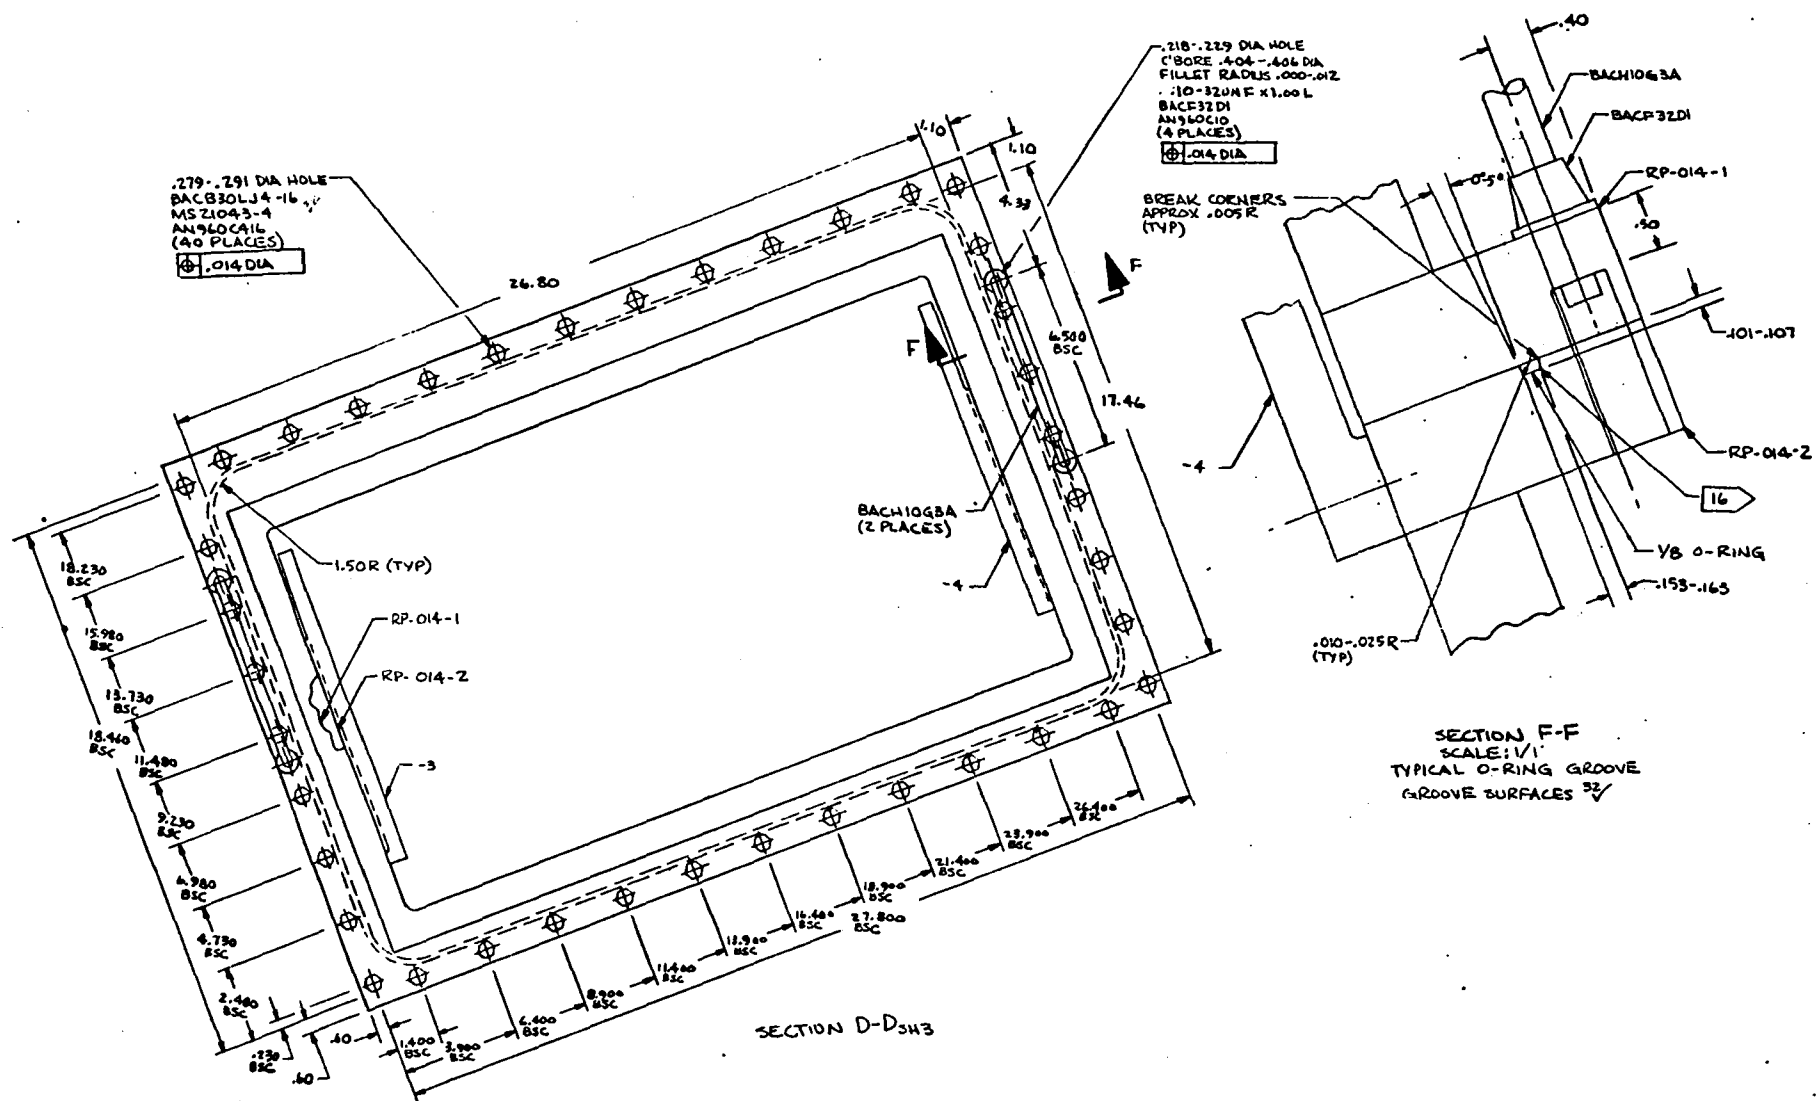 .279-.291 DIA HOLE
BACB30LJ4-16
MS21043-4
AN960C416
(40 PLACES)
⌖ .014 DIA
26.80
1.10
1.10
4.33
.218-.229 DIA HOLE
C'BORE .404-.406 DIA
FILLET RADIUS .000-.012
10-32UNF X1.00 L
BACF32D1
AN960C10
(4 PLACES)
⌖ .014 DIA
F
F
6.500
BSC
17.46
BACH10G3A
(2 PLACES)
-4
1.50R (TYP)
RP-014-1
RP-014-2
-3
18.230
BSC
15.980
BSC
13.730
BSC
18.460
BSC
11.480
BSC
9.230
BSC
6.980
BSC
4.730
BSC
2.480
BSC
.230
BSC
.60
.60
1.400
BSC
3.900
BSC
6.400
BSC
8.900
BSC
11.400
BSC
13.900
BSC
16.400
BSC
18.900
BSC
27.800
BSC
21.400
BSC
23.900
BSC
26.400
BSC
SECTION D-D SH3
.40
BACH10G3A
BACF32D1
RP-014-1
BREAK CORNERS
APPROX .005R
(TYP)
0°-5°
.50
.101-.107
-4
RP-014-2
16
1/8 O-RING
.153-.163
.010-.025R
(TYP)
SECTION F-F
SCALE: 1/1
TYPICAL O-RING GROOVE
GROOVE SURFACES 32